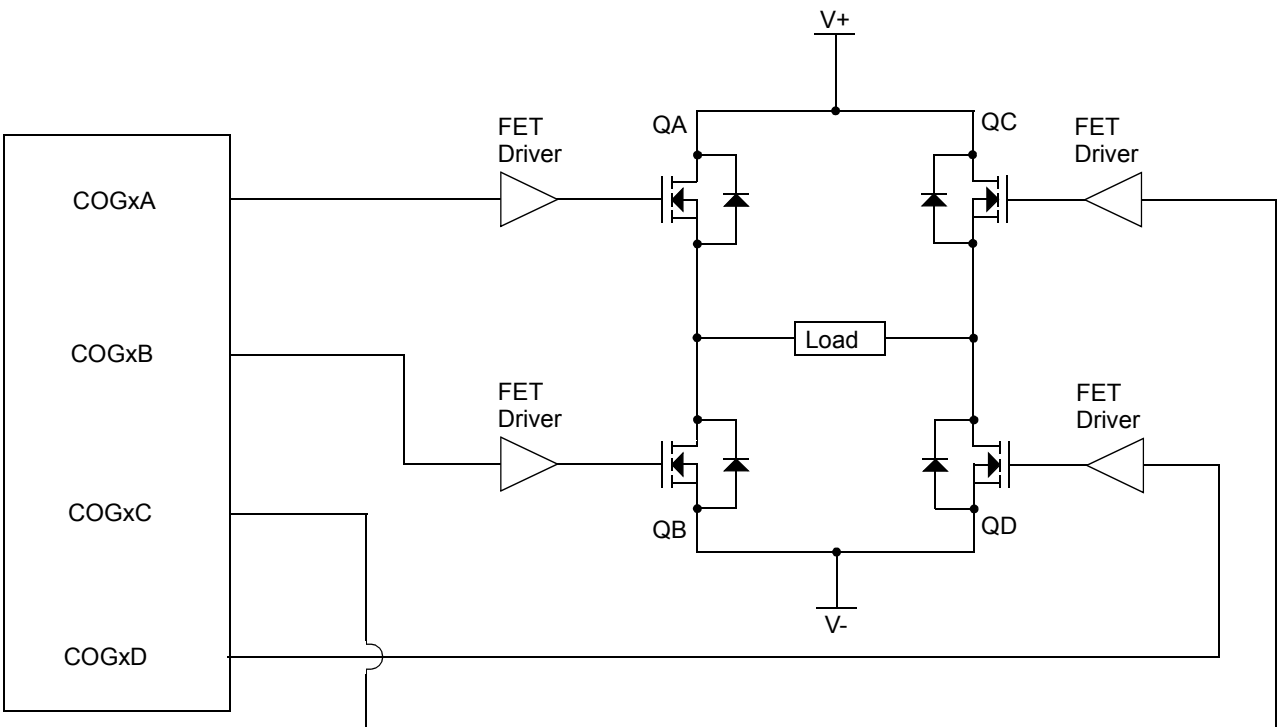 V+
QA
QC
FET
Driver
FET
Driver
COGxA
COGxB
Load
FET
Driver
FET
Driver
COGxC
QB
QD
V-
COGxD